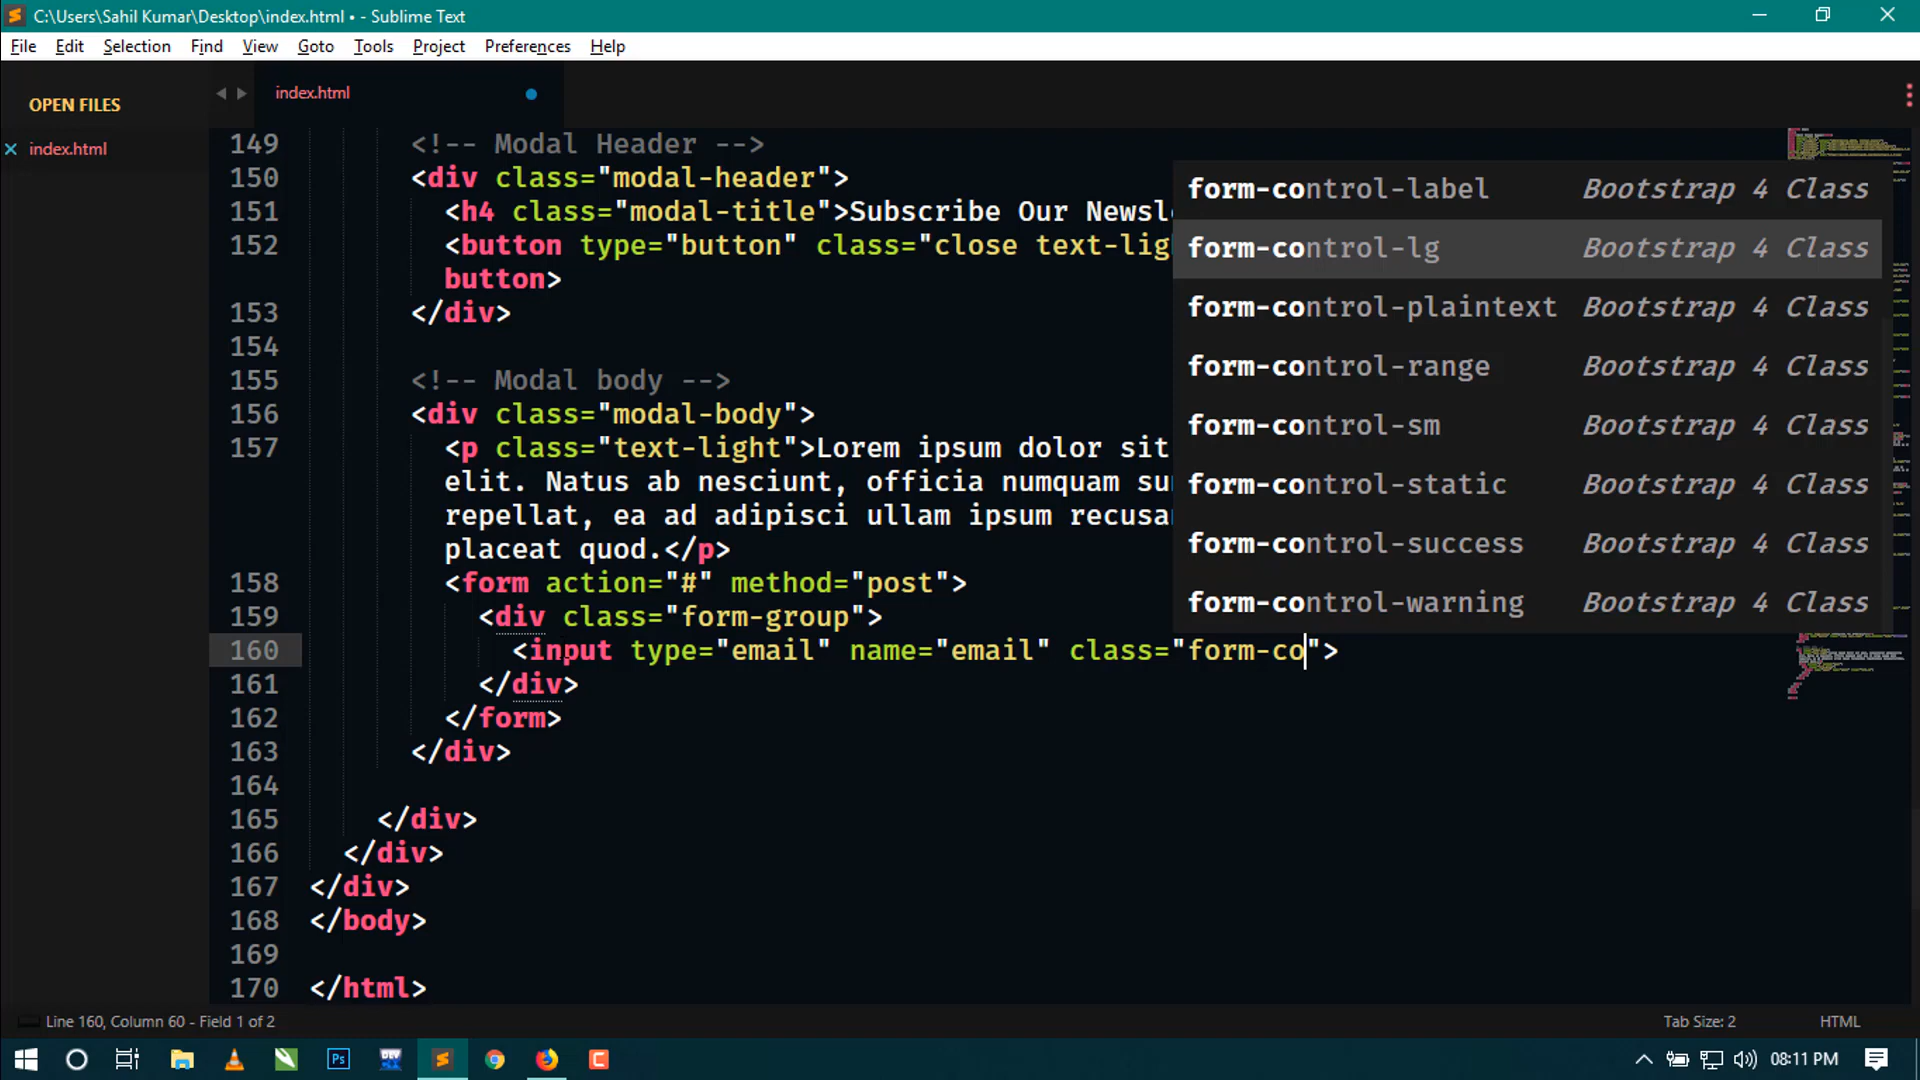 C:\Users\Sahil Kumar\Desktop\index.html • - Sublime Text
File Edit Selection Find View Goto Tools Project Preferences Help
OPEN FILES
index.html
index.html
149 <!-- Modal Header -->
150 <div class="modal-header">
151 <h4 class="modal-title">Subscribe Our Newsl
152 <button type="button" class="close text-lig
button>
153 </div>
154
155 <!-- Modal body -->
156 <div class="modal-body">
157 <p class="text-light">Lorem ipsum dolor sit
elit. Natus ab nesciunt, officia numquam su
repellat, ea ad adipisci ullam ipsum recusa
placeat quod.</p>
158 <form action="#" method="post">
159 <div class="form-group">
160 <input type="email" name="email" class="form-co">
161 </div>
162 </form>
163 </div>
164
165 </div>
166 </div>
167 </div>
168 </body>
169
170 </html>
form-control-label Bootstrap 4 Class
form-control-lg Bootstrap 4 Class
form-control-plaintext Bootstrap 4 Class
form-control-range Bootstrap 4 Class
form-control-sm Bootstrap 4 Class
form-control-static Bootstrap 4 Class
form-control-success Bootstrap 4 Class
form-control-warning Bootstrap 4 Class
Line 160, Column 60 - Field 1 of 2
Tab Size: 2 HTML
Ps
08:11 PM